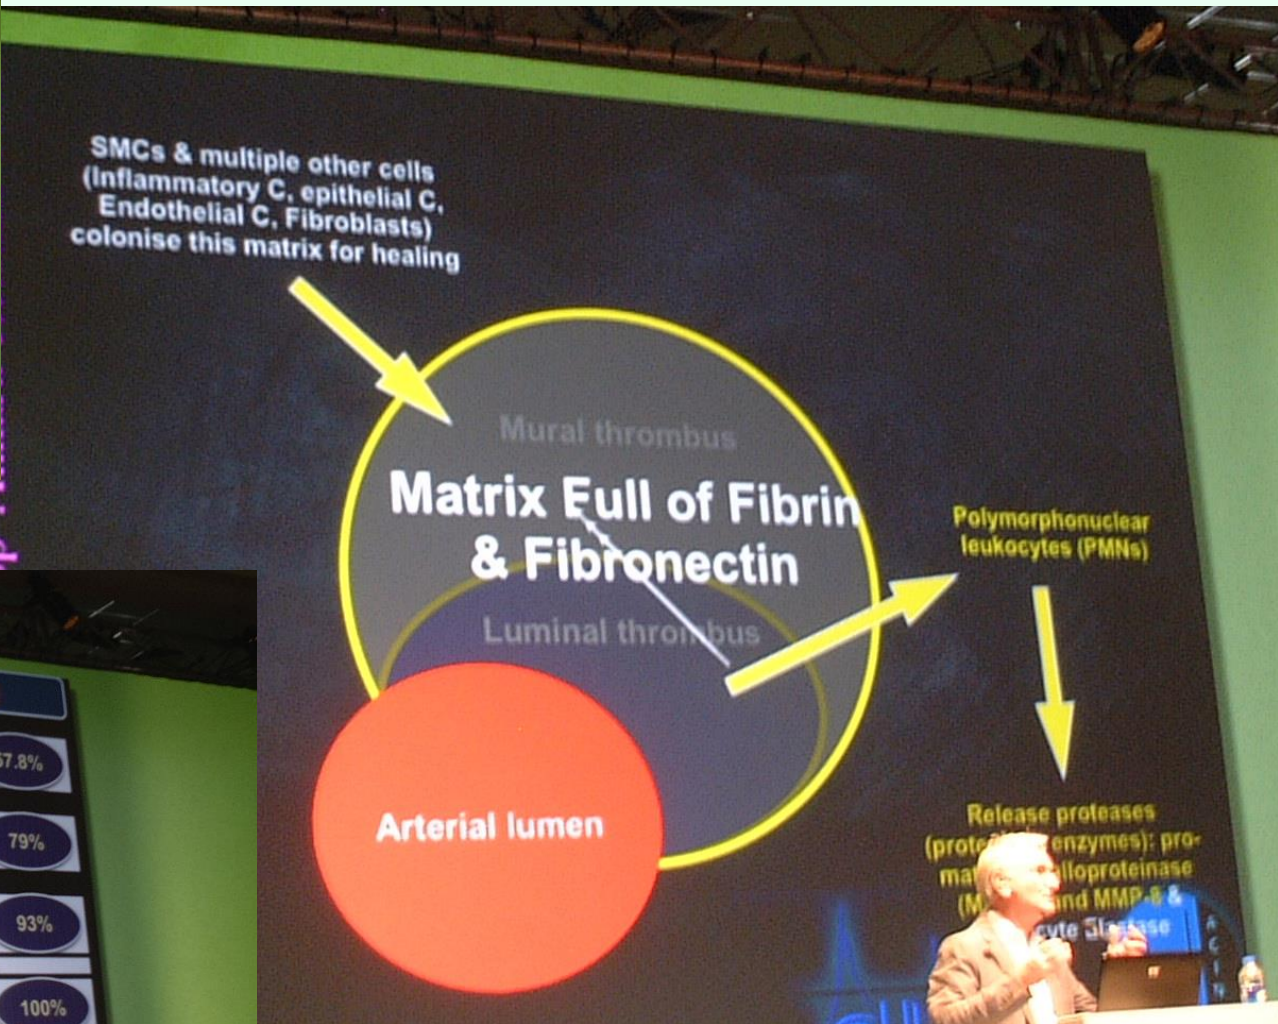 SMCs & multiple other cells
(Inflammatory C, epithelial C,
Endothelial C, Fibroblasts)
colonise this matrix for healing
Mural thrombus
Matrix Full of Fibrin
& Fibronectin
Luminal thrombus
Arterial lumen
Polymorphonuclear
leukocytes (PMNs)
Release proteases
enzymes): pro-
and MMP-8 &
Elastase
57.8%
79%
93%
100%